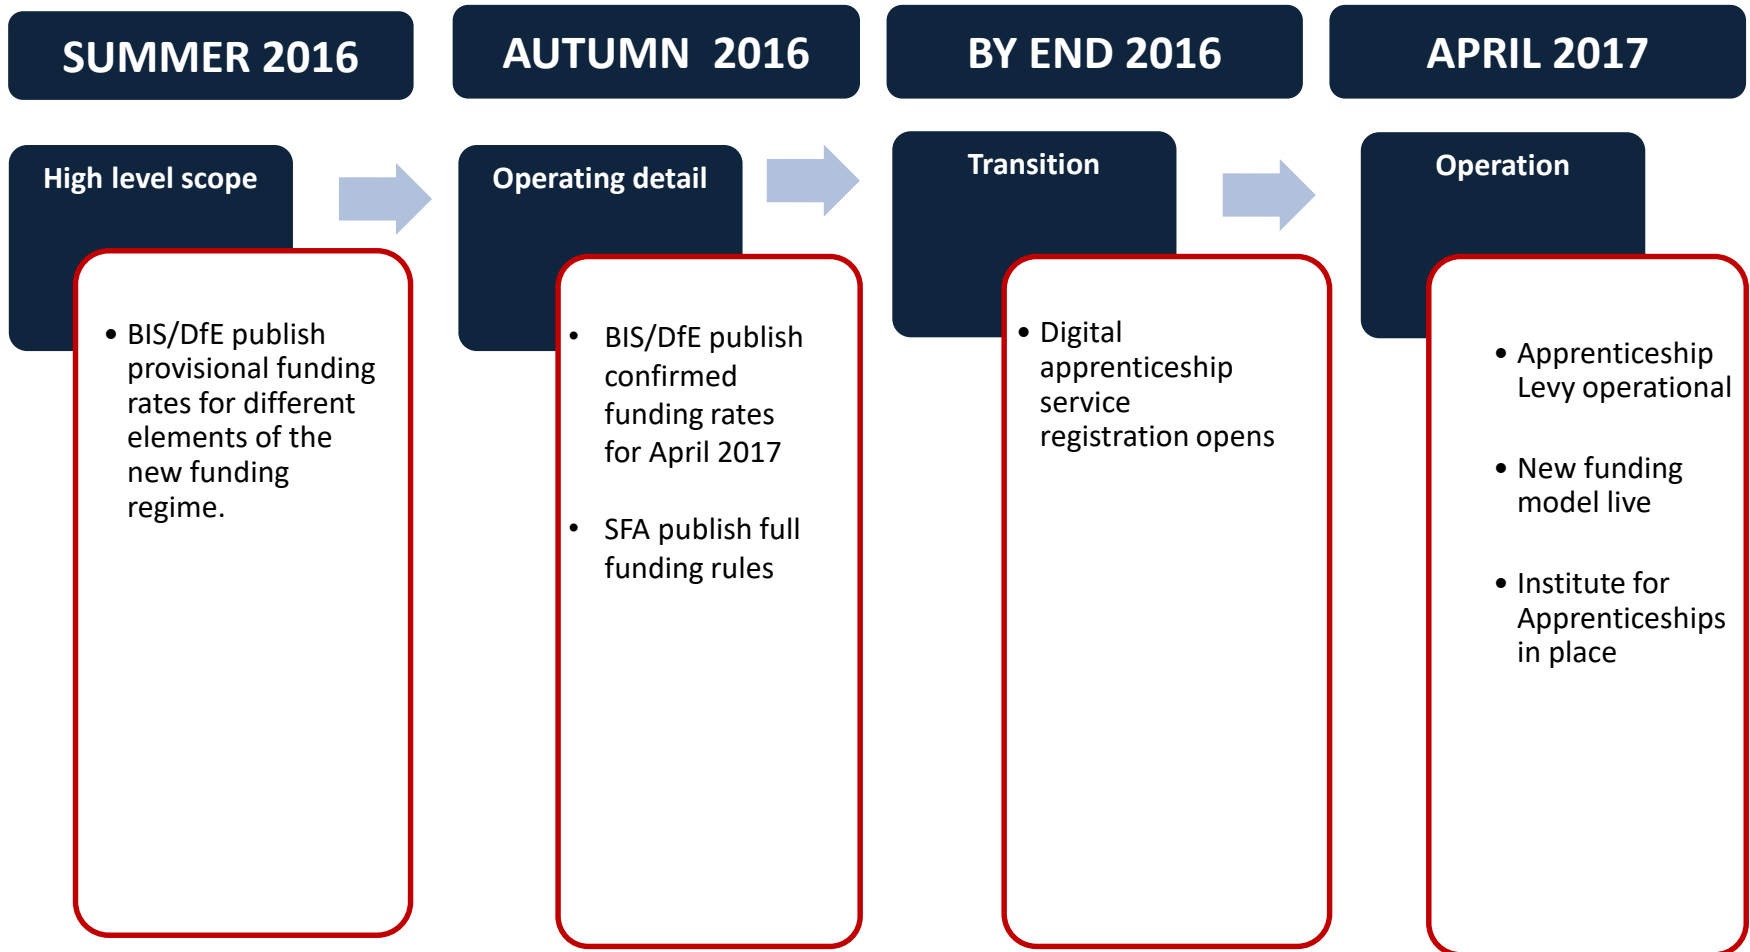 SUMMER 2016
AUTUMN 2016
BY END 2016
APRIL 2017
High level scope
• BIS/DfE publish
provisional funding
rates for different
elements of the
new funding
regime.
Operating detail
• BIS/DfE publish
confirmed
funding rates
for April 2017
• SFA publish full
funding rules
Transition
• Digital
apprenticeship
service
registration opens
Operation
• Apprenticeship
Levy operational
• New funding
model live
• Institute for
Apprenticeships
in place